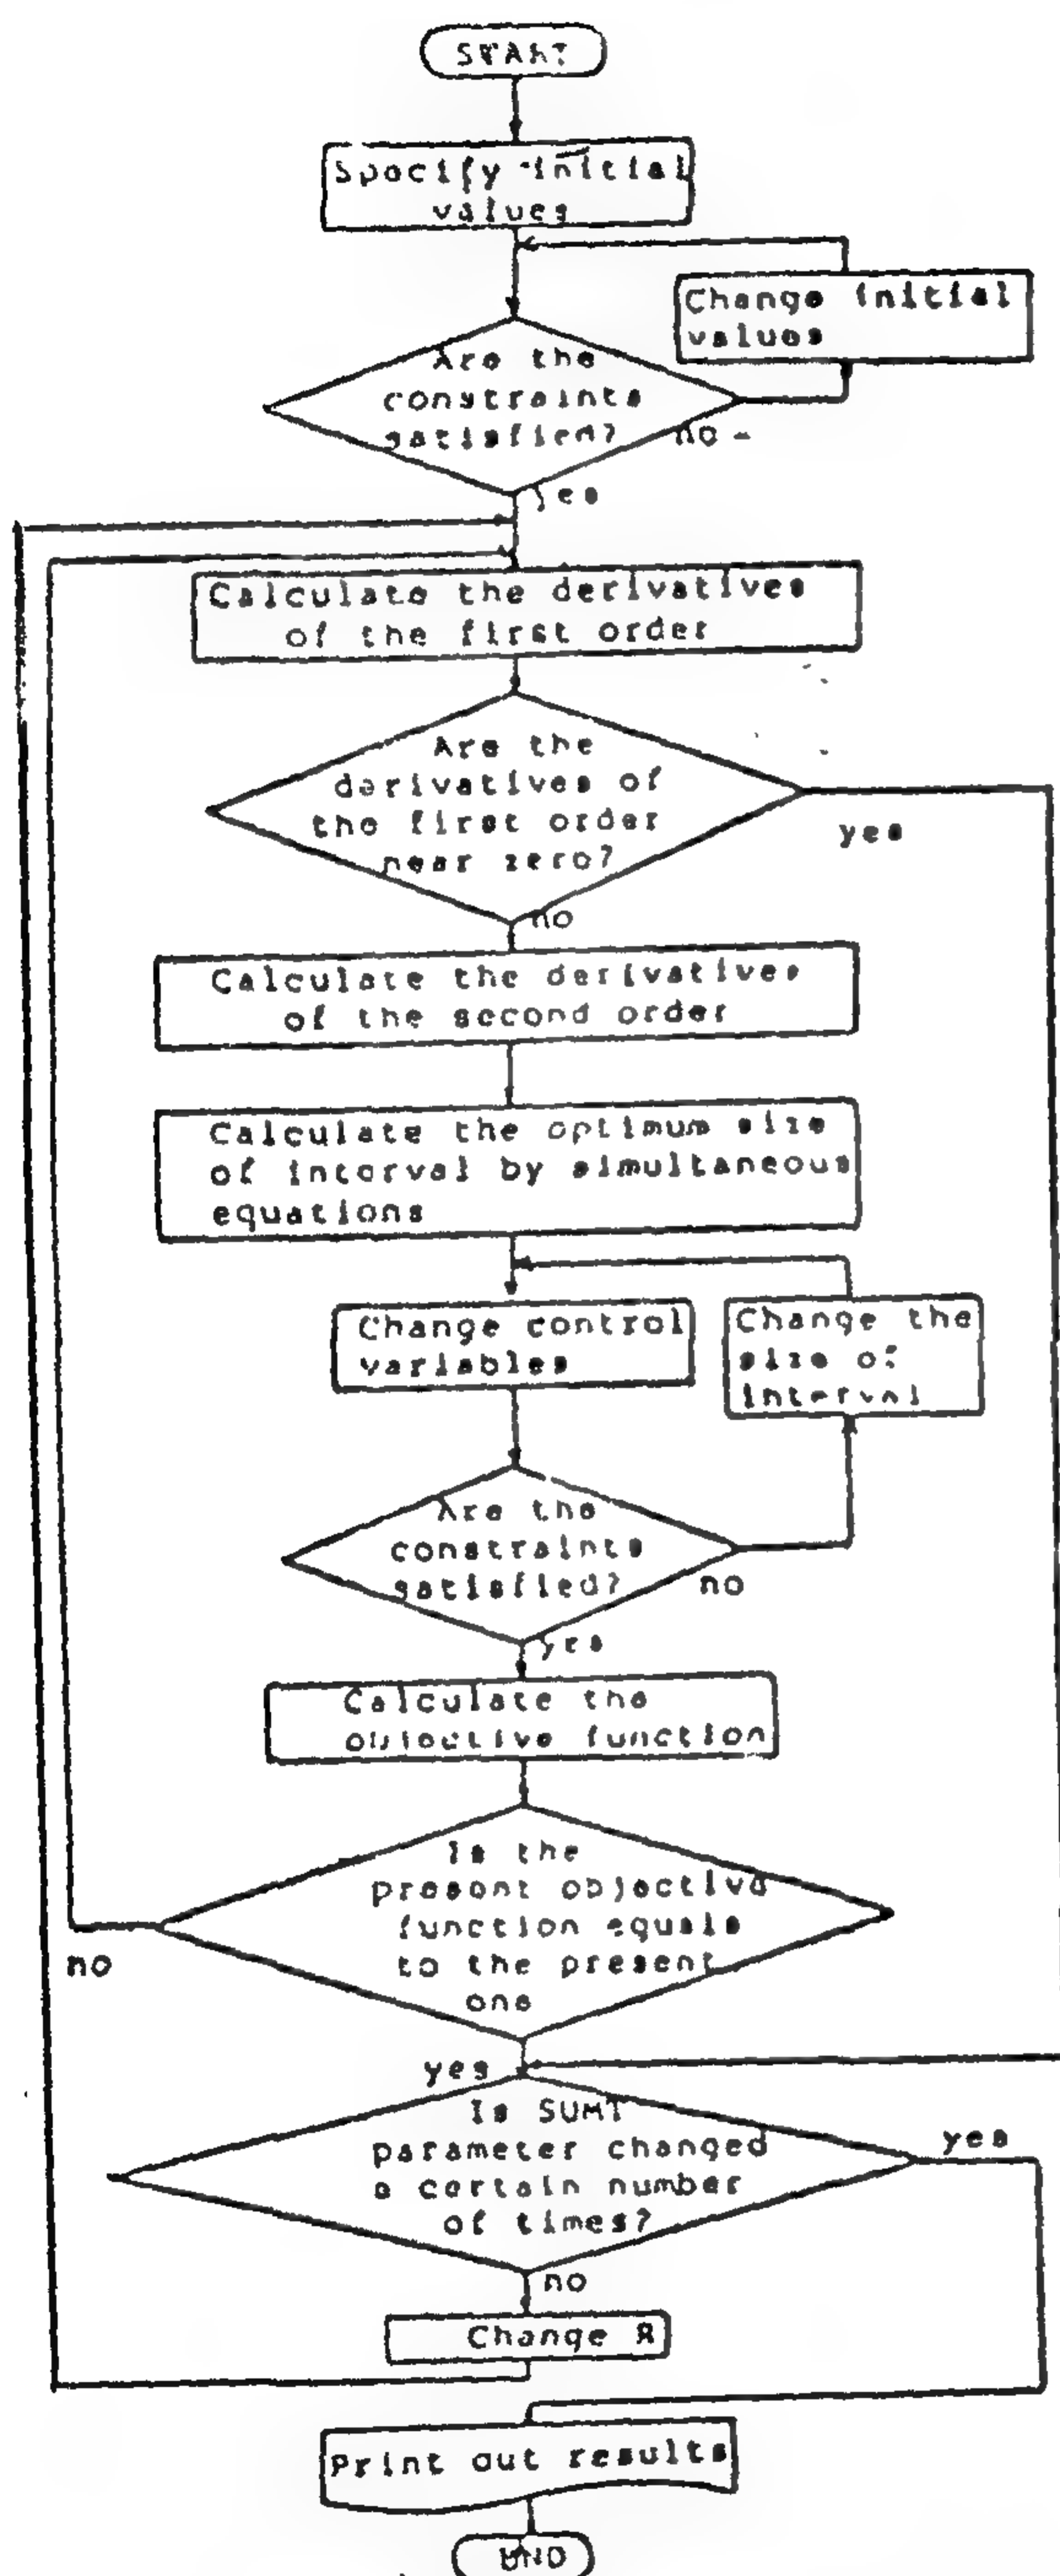 START
Specify initial
values
Change initial
values
Are the
constraints
satisfied?
no
yes
Calculate the derivatives
of the first order
Are the
derivatives of
the first order
near zero?
yes
no
Calculate the derivatives
of the second order
Calculate the optimum size
of interval by simultaneous
equations
Change control
variables
Change the
size of
interval
Are the
constraints
satisfied?
no
yes
Calculate the
objective function
Is the
present objective
function equals
to the present
one
no
yes
Is SUMT
parameter changed
a certain number
of times?
yes
no
Change R
Print out results
END